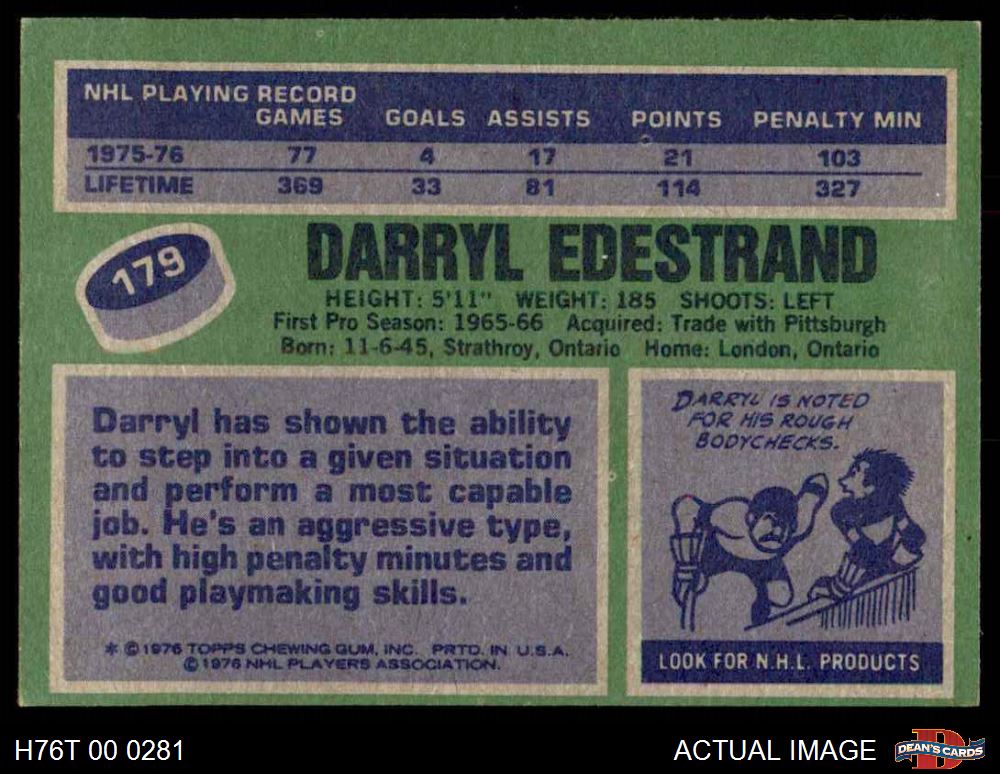 NHL PLAYING RECORD
GAMES GOALS ASSISTS POINTS PENALTY MIN
1975-76 77 4 17 21 103
LIFETIME 369 33 81 114 327
179
DARRYL EDESTRAND
HEIGHT: 5'11" WEIGHT: 185 SHOOTS: LEFT
First Pro Season: 1965-66 Acquired: Trade with Pittsburgh
Born: 11-6-45, Strathroy, Ontario Home: London, Ontario
Darryl has shown the ability
to step into a given situation
and perform a most capable
job. He's an aggressive type,
with high penalty minutes and
good playmaking skills.
* © 1976 TOPPS CHEWING GUM, INC. PRTD. IN U.S.A.
© 1976 NHL PLAYERS ASSOCIATION.
DARRYL IS NOTED
FOR HIS ROUGH
BODYCHECKS.
LOOK FOR N.H.L. PRODUCTS
H76T 00 0281
ACTUAL IMAGE
D
DEAN'S CARDS